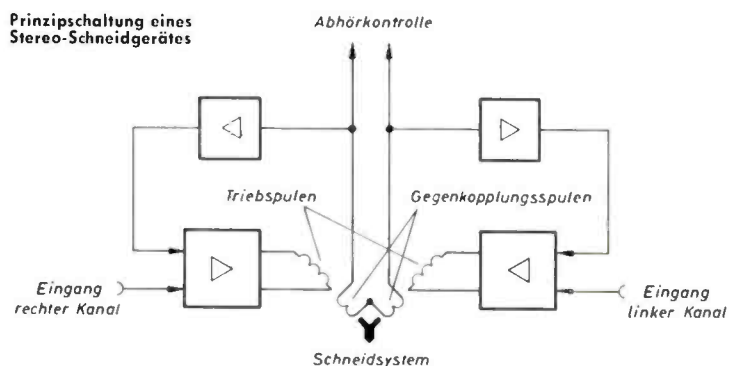 Prinzipschaltung eines
Stereo-Schneidgerätes
Abhörkontrolle
Triebspulen
Gegenkopplungsspulen
Eingang
rechter Kanal
Eingang
linker Kanal
Schneidsystem